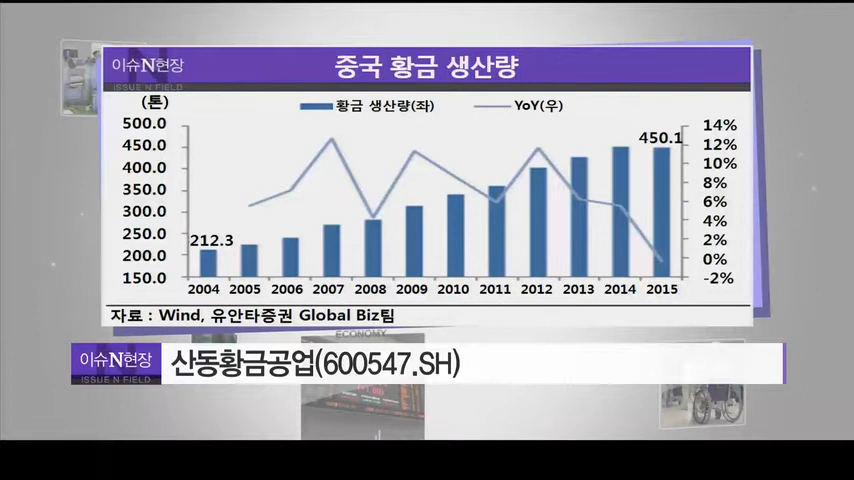 이슈N현장
ISSUE N FIELD
중국 황금 생산량
(톤)
황금 생산량(좌)
YoY(우)
500.0
450.0
400.0
350.0
300.0
250.0
200.0
150.0
212.3
450.1
14%
12%
10%
8%
6%
4%
2%
0%
-2%
2004 2005 2006 2007 2008 2009 2010 2011 2012 2013 2014 2015
자료 : Wind, 유안타증권 Global Biz팀
ECONOMY
이슈N현장
ISSUE N FIELD
산동황금공업(600547.SH)